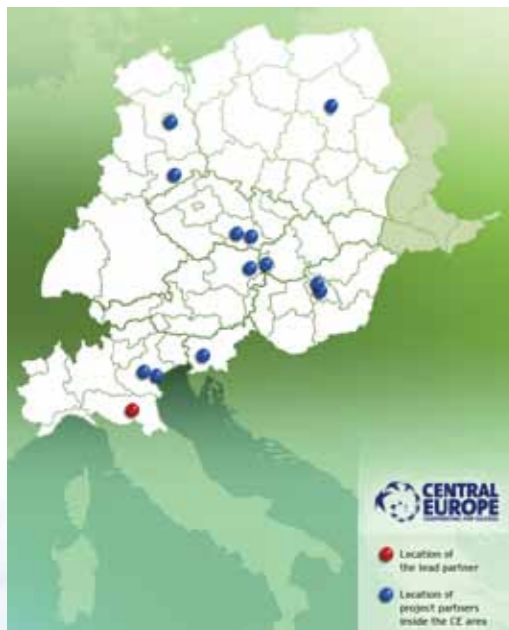 CENTRAL
EUROPE
COOPERATING FOR SUCCESS
Location of
the lead partner
Location of
project partners
inside the CE area